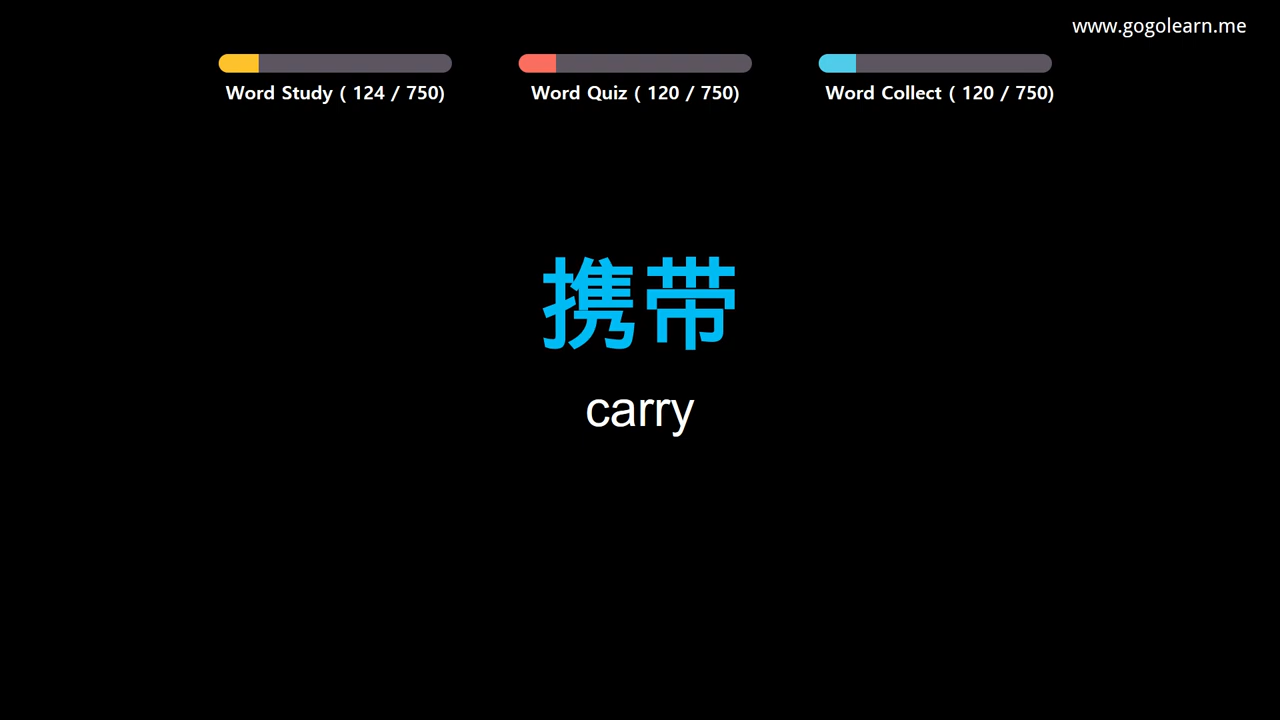 www.gogolearn.me
Word Study ( 124 / 750)
Word Quiz ( 120 / 750)
Word Collect ( 120 / 750)
携带
carry